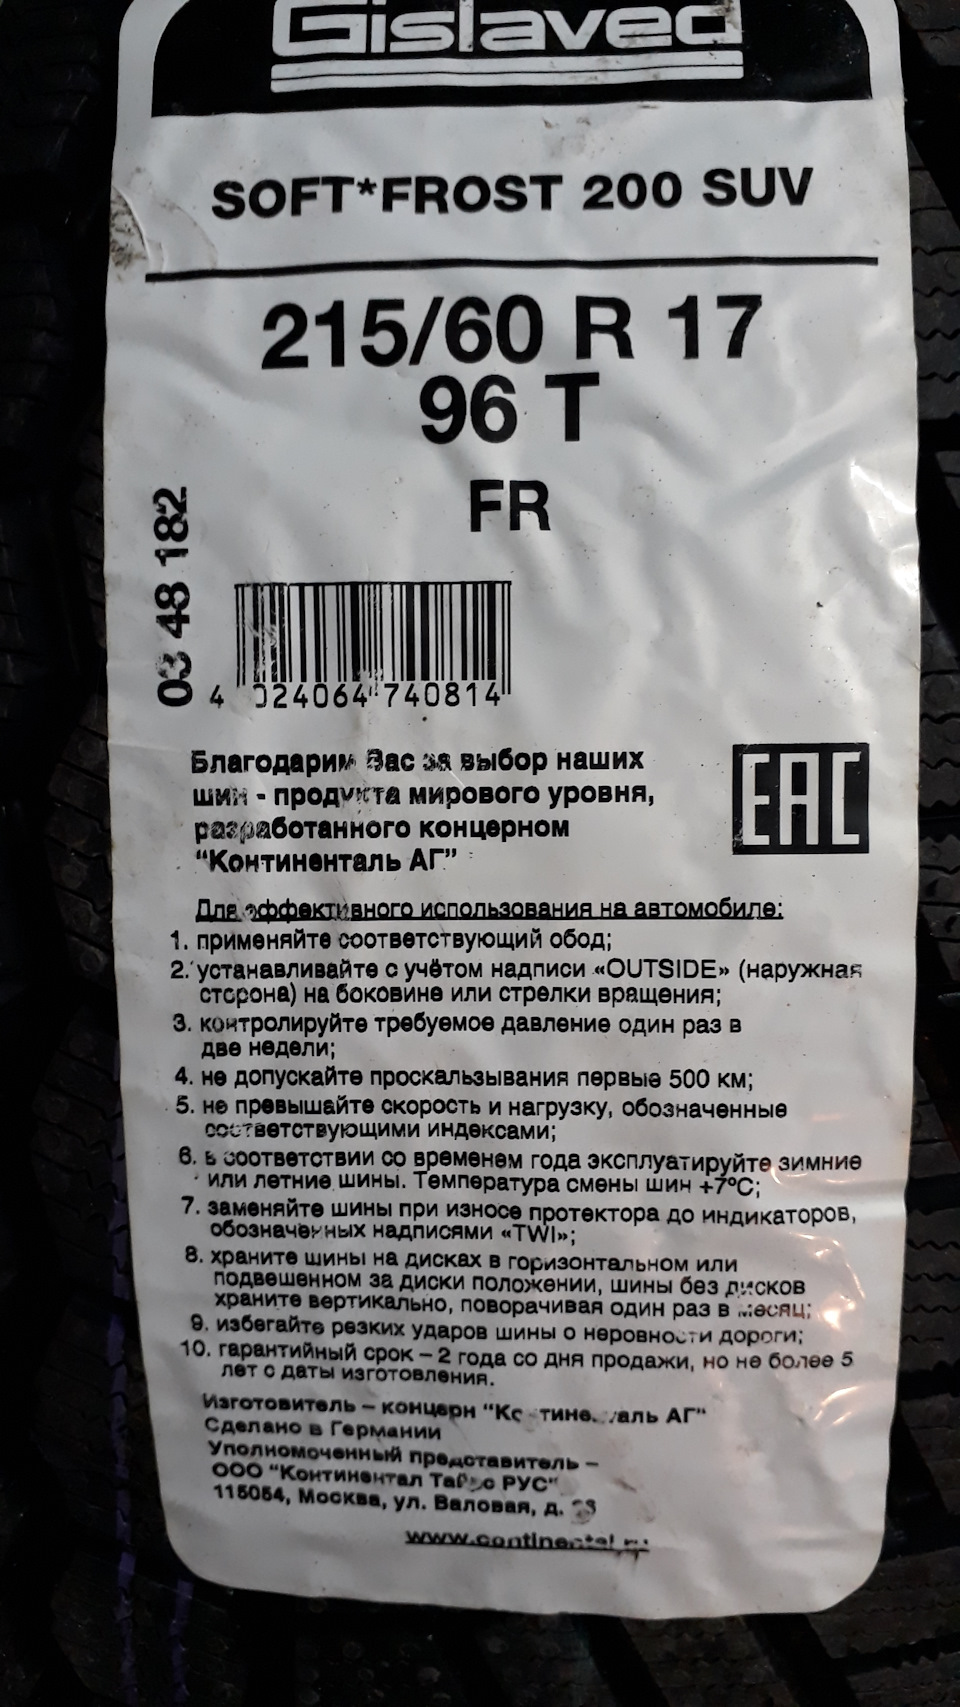 Gislaved
SOFT*FROST 200 SUV
215/60 R 17
96 T
FR
03 48 182
4 024064 740814
Благодарим Вас за выбор наших
шин - продукта мирового уровня,
разработанного концерном
“Континенталь АГ”
EAC
Для эффективного использования на автомобиле:
1. применяйте соответствующий обод;
2. устанавливайте с учётом надписи «OUTSIDE» (наружная
сторона) на боковине или стрелки вращения;
3. контролируйте требуемое давление один раз в
две недели;
4. не допускайте проскальзывания первые 500 км;
5. не превышайте скорость и нагрузку, обозначенные
соответствующими индексами;
6. в соответствии со временем года эксплуатируйте зимние
или летние шины. Температура смены шин +7°C;
7. заменяйте шины при износе протектора до индикаторов,
обозначенных надписями «TWI»;
8. храните шины на дисках в горизонтальном или
подвешенном за диски положении, шины без дисков
храните вертикально, поворачивая один раз в месяц;
9. избегайте резких ударов шины о неровности дороги;
10. гарантийный срок – 2 года со дня продажи, но не более 5
лет с даты изготовления.
Изготовитель – концерн “Континенталь АГ”
Сделано в Германии
Уполномоченный представитель –
ООО “Континентал Тайрс РУС”
115054, Москва, ул. Валовая, д.
www.continental.ru